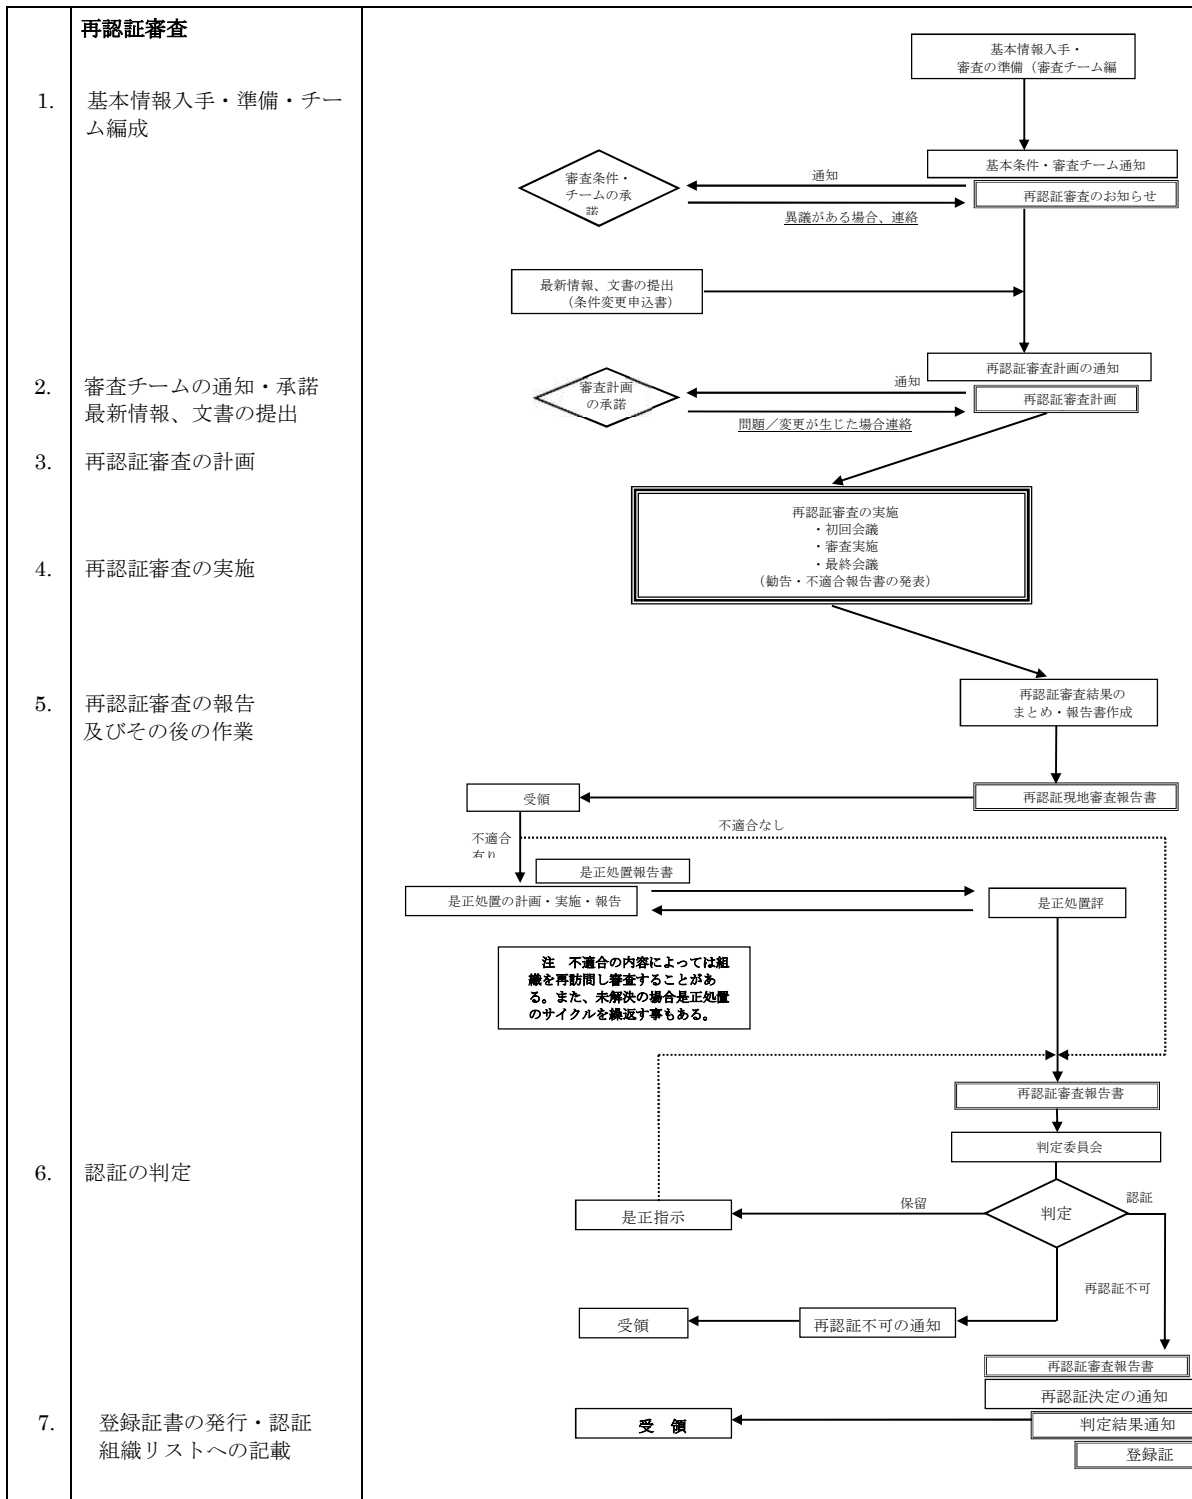 再認証審査
基本情報入手・
審査の準備（審査チーム編
1.
基本情報入手・準備・チー
ム編成
基本条件・審査チーム通知
再認証審査のお知らせ
通知
審査条件・
チームの承
諾
異議がある場合、連絡
最新情報、文書の提出
（条件変更申込書）
2.
審査チームの通知・承諾
最新情報、文書の提出
再認証審査計画の通知
再認証審査計画
通知
審査計画
の承諾
問題／変更が生じた場合連絡
3.
再認証審査の計画
再認証審査の実施
・初回会議
・審査実施
・最終会議
（勧告・不適合報告書の発表）
4.
再認証審査の実施
5.
再認証審査の報告
及びその後の作業
再認証審査結果の
まとめ・報告書作成
再認証現地審査報告書
受領
不適合なし
不適合
有り
是正処置報告書
是正処置の計画・実施・報告
是正処置評
注　不適合の内容によっては組
織を再訪問し審査することがあ
る。また、未解決の場合是正処置
のサイクルを繰返す事もある。
再認証審査報告書
判定委員会
6.
認証の判定
判定
保留
認証
是正指示
再認証不可
再認証不可の通知
受領
再認証審査報告書
再認証決定の通知
7.
登録証書の発行・認証
組織リストへの記載
判定結果通知
受　領
登録証